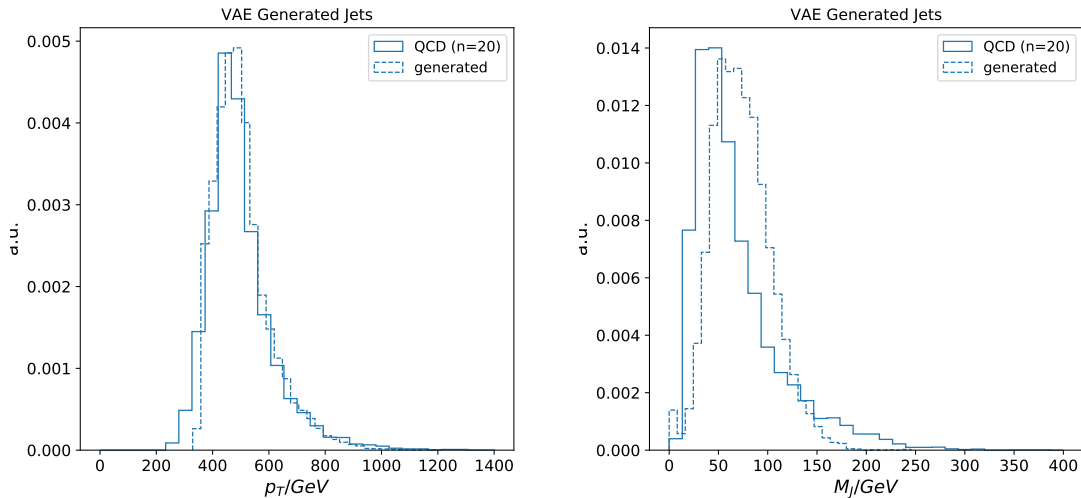 VAE Generated Jets
0.005
0.004
0.003
0.002
0.001
0.000
a.u.
QCD (n=20)
generated
0 200 400 600 800 1000 1200 1400
p_T/GeV
VAE Generated Jets
0.014
0.012
0.010
0.008
0.006
0.004
0.002
0.000
a.u.
QCD (n=20)
generated
0 50 100 150 200 250 300 350 400
M_J/GeV